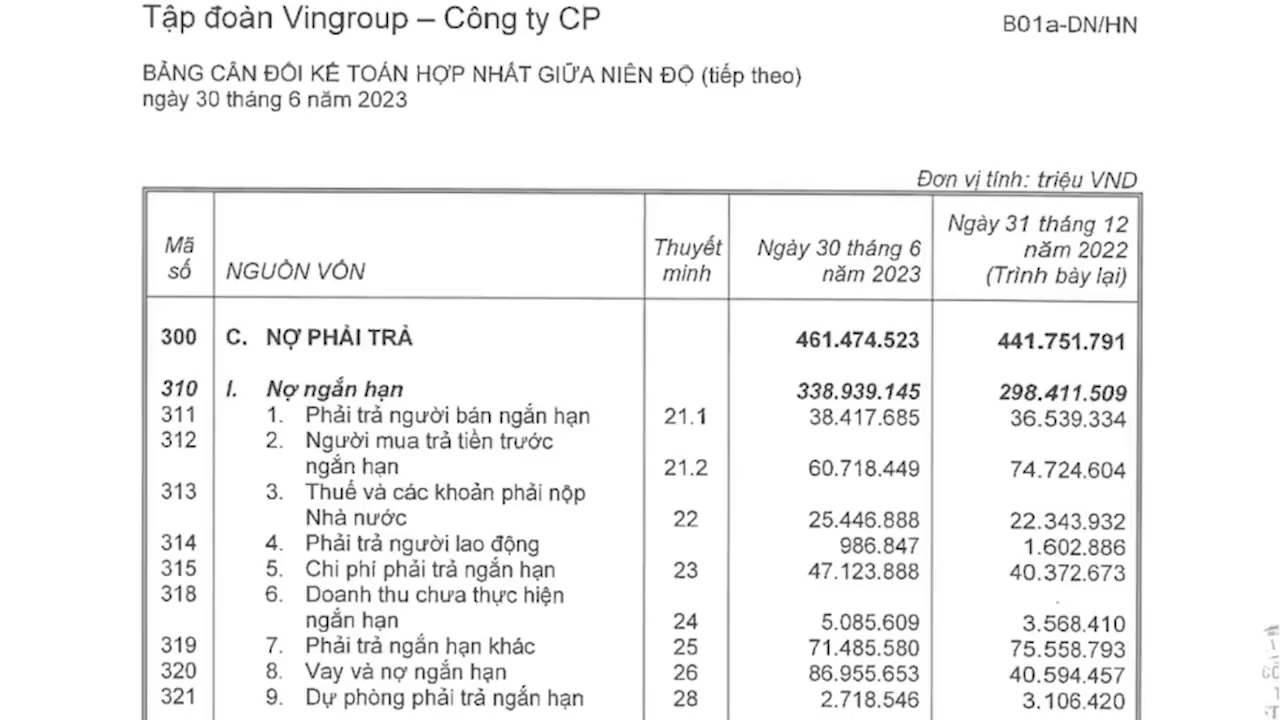 Tập đoàn Vingroup – Công ty CP
B01a-DN/HN
BẢNG CÂN ĐỐI KẾ TOÁN HỢP NHẤT GIỮA NIÊN ĐỘ (tiếp theo)
ngày 30 tháng 6 năm 2023
Đơn vị tính: triệu VND
Mã số NGUỒN VỐN Thuyết minh Ngày 30 tháng 6 năm 2023 Ngày 31 tháng 12 năm 2022 (Trình bày lại)
300 C. NỢ PHẢI TRẢ 461.474.523 441.751.791
310 I. Nợ ngắn hạn 338.939.145 298.411.509
311 1. Phải trả người bán ngắn hạn 21.1 38.417.685 36.539.334
312 2. Người mua trả tiền trước
ngắn hạn 21.2 60.718.449 74.724.604
313 3. Thuế và các khoản phải nộp
Nhà nước 22 25.446.888 22.343.932
314 4. Phải trả người lao động 986.847 1.602.886
315 5. Chi phí phải trả ngắn hạn 23 47.123.888 40.372.673
318 6. Doanh thu chưa thực hiện
ngắn hạn 24 5.085.609 3.568.410
319 7. Phải trả ngắn hạn khác 25 71.485.580 75.558.793
320 8. Vay và nợ ngắn hạn 26 86.955.653 40.594.457
321 9. Dự phòng phải trả ngắn hạn 28 2.718.546 3.106.420